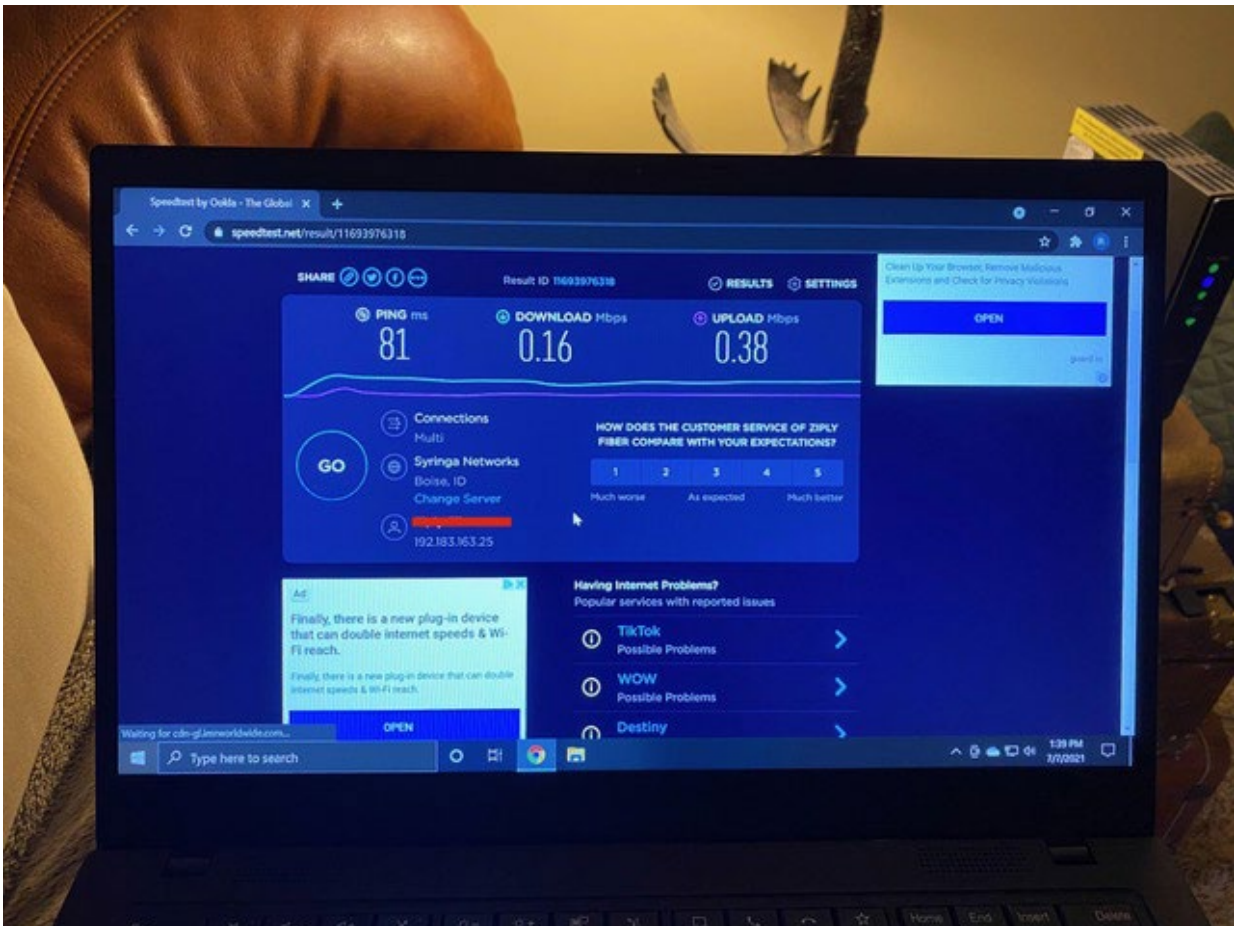 Speedtest by Ookla - The Global
speedtest.net/result/11693976318
SHARE
Result ID 11693976318
RESULTS
SETTINGS
Clean Up Your Browser, Remove Malicious
Extensions and Check for Privacy Violations
OPEN
PING ms
DOWNLOAD Mbps
UPLOAD Mbps
81
0.16
0.38
Connections
Multi
GO
Syringa Networks
Boise, ID
Change Server
192.183.163.25
HOW DOES THE CUSTOMER SERVICE OF ZIPLY
FIBER COMPARE WITH YOUR EXPECTATIONS?
1 2 3 4 5
Much worse As expected Much better
Ad
Finally, there is a new plug-in device
that can double internet speeds & Wi-
Fi reach.
Finally, there is a new plug-in device that can double
internet speeds & Wi-Fi reach.
OPEN
Having Internet Problems?
Popular services with reported issues
TikTok
Possible Problems
WOW
Possible Problems
Destiny
Waiting for cdn-gl.imrworldwide.com...
Type here to search
1:39 PM
7/7/2021
Home End Insert Delete